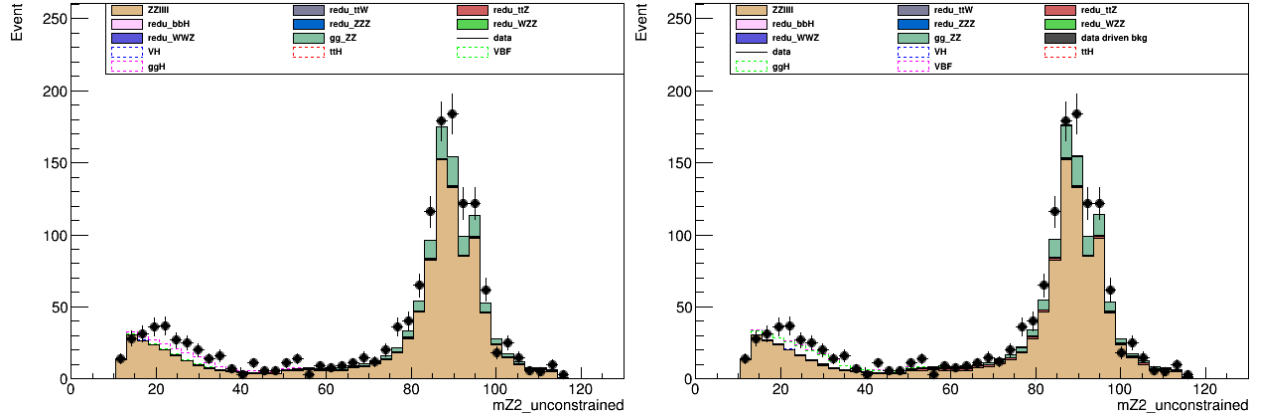 Event
250
200
150
100
50
0
ZZllll redu_ttW redu_ttZ
redu_bbH redu_ZZZ redu_WZZ
redu_WWZ gg_ZZ data
VH ttH VBF
ggH
0 20 40 60 80 100 120
mZ2_unconstrained
Event
250
200
150
100
50
0
ZZllll redu_ttW redu_ttZ
redu_bbH redu_ZZZ redu_WZZ
redu_WWZ gg_ZZ data driven bkg
data VH ttH
ggH VBF
0 20 40 60 80 100 120
mZ2_unconstrained